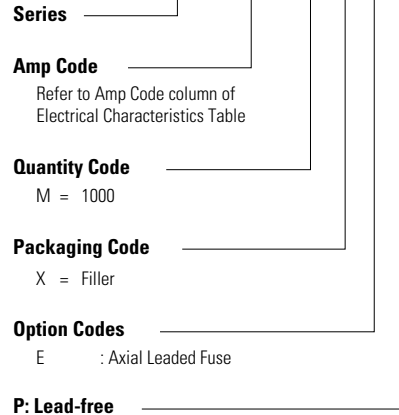 Series
Amp Code
Refer to Amp Code column of
Electrical Characteristics Table
Quantity Code
M = 1000
Packaging Code
X = Filler
Option Codes
E : Axial Leaded Fuse
P: Lead-free